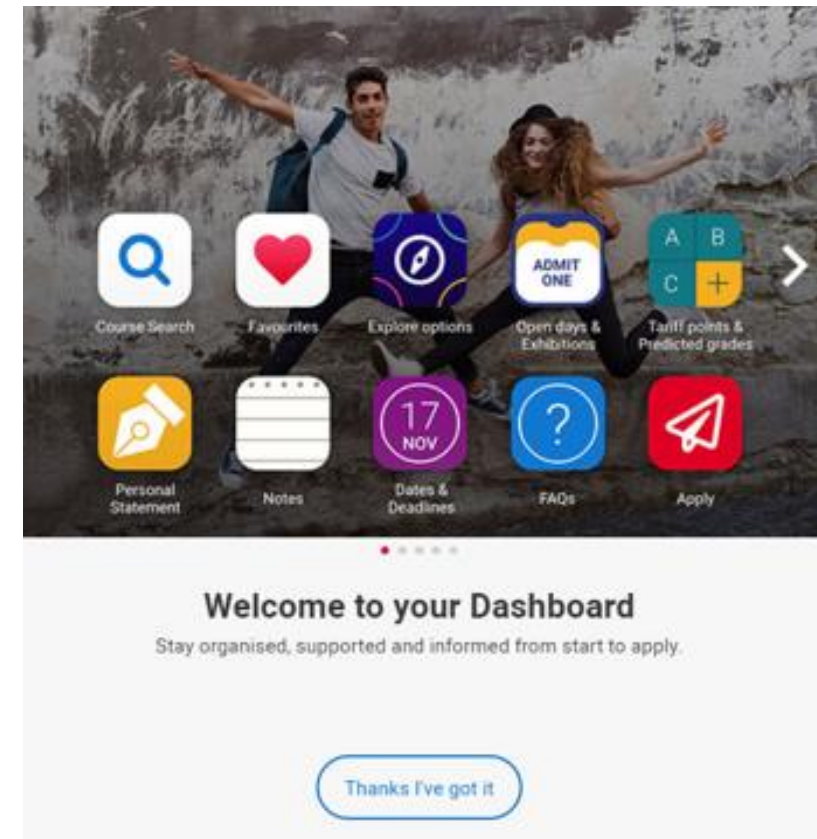 A B
ADMIT
ONE
C +
Course Search
Favourites
Explore options
Open days &
Exhibitions
Tariff points &
Predicted grades
17
NOV
?
Personal
Statement
Notes
Dates &
Deadlines
FAQs
Apply
Welcome to your Dashboard
Stay organised, supported and informed from start to apply.
Thanks I've got it